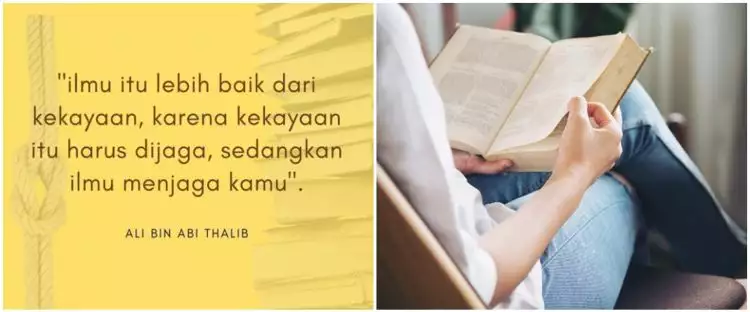 "ilmu itu lebih baik dari
kekayaan, karena kekayaan
itu harus dijaga, sedangkan
ilmu menjaga kamu".
ALI BIN ABI THALIB